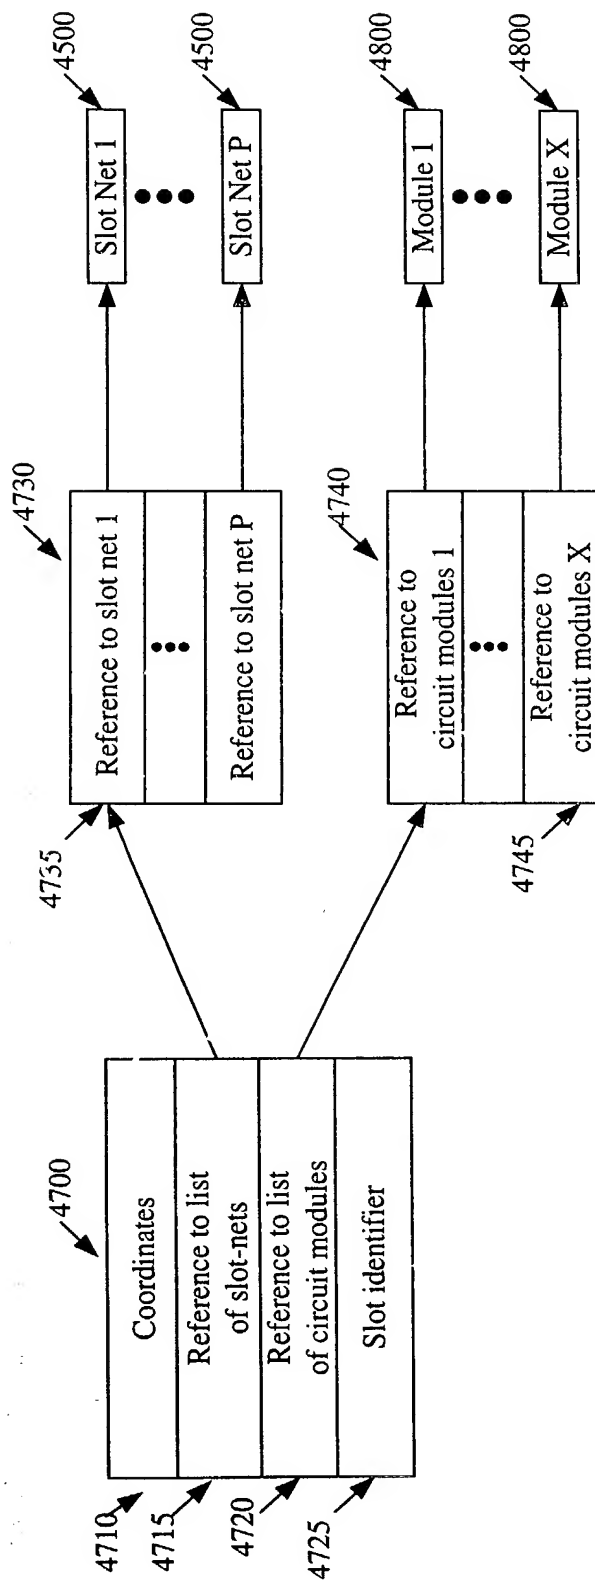 4700
4710
Coordinates
4715
Reference to list
of slot-nets
4720
Reference to list
of circuit modules
4725
Slot identifier
4730
4735
Reference to slot net 1
Reference to slot net P
4740
Reference to
circuit modules 1
4745
Reference to
circuit modules X
4500
Slot Net 1
4500
Slot Net P
4800
Module 1
4800
Module X